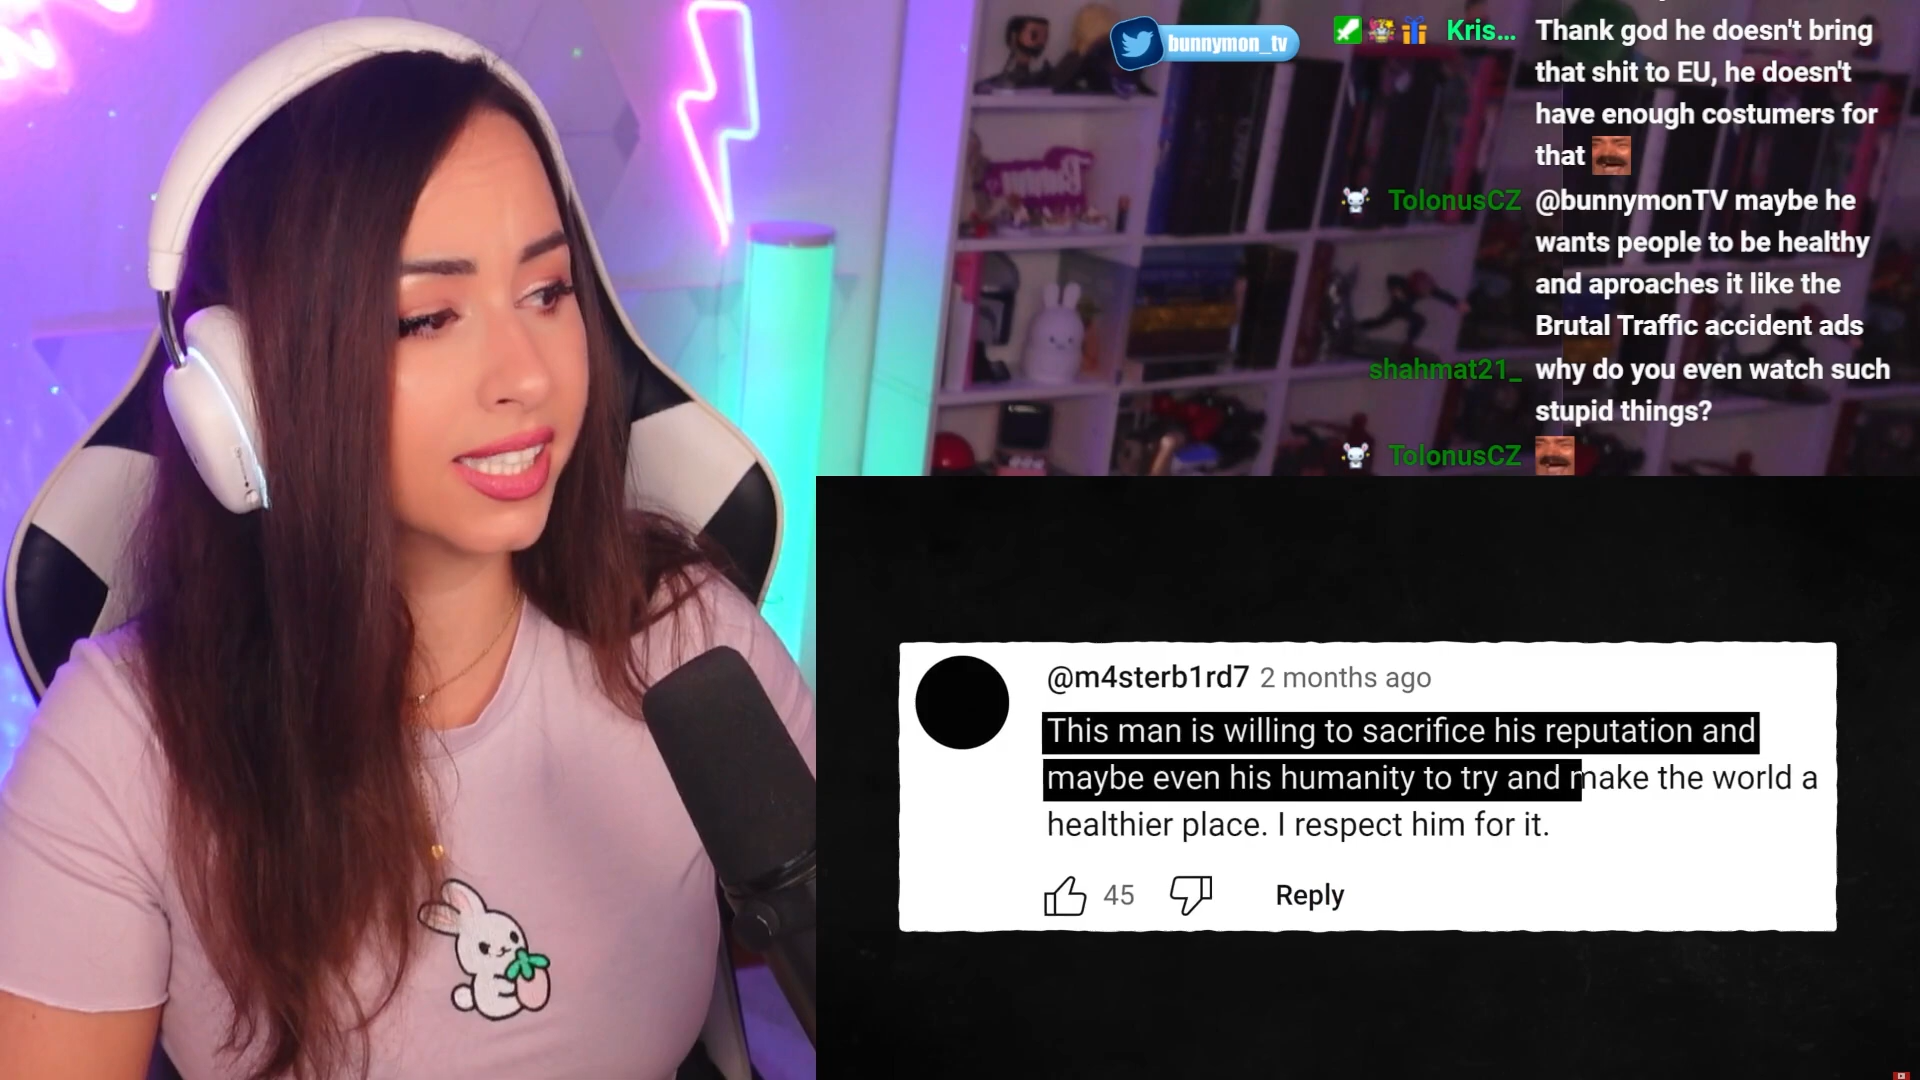 bunnymon_tv
Kris... Thank god he doesn't bring
that shit to EU, he doesn't
have enough costumers for
that
TolonusCZ @bunnymonTV maybe he
wants people to be healthy
and aproaches it like the
Brutal Traffic accident ads
shahmat21_ why do you even watch such
stupid things?
TolonusCZ
@m4sterb1rd7 2 months ago
This man is willing to sacrifice his reputation and
maybe even his humanity to try and make the world a
healthier place. I respect him for it.
45 Reply